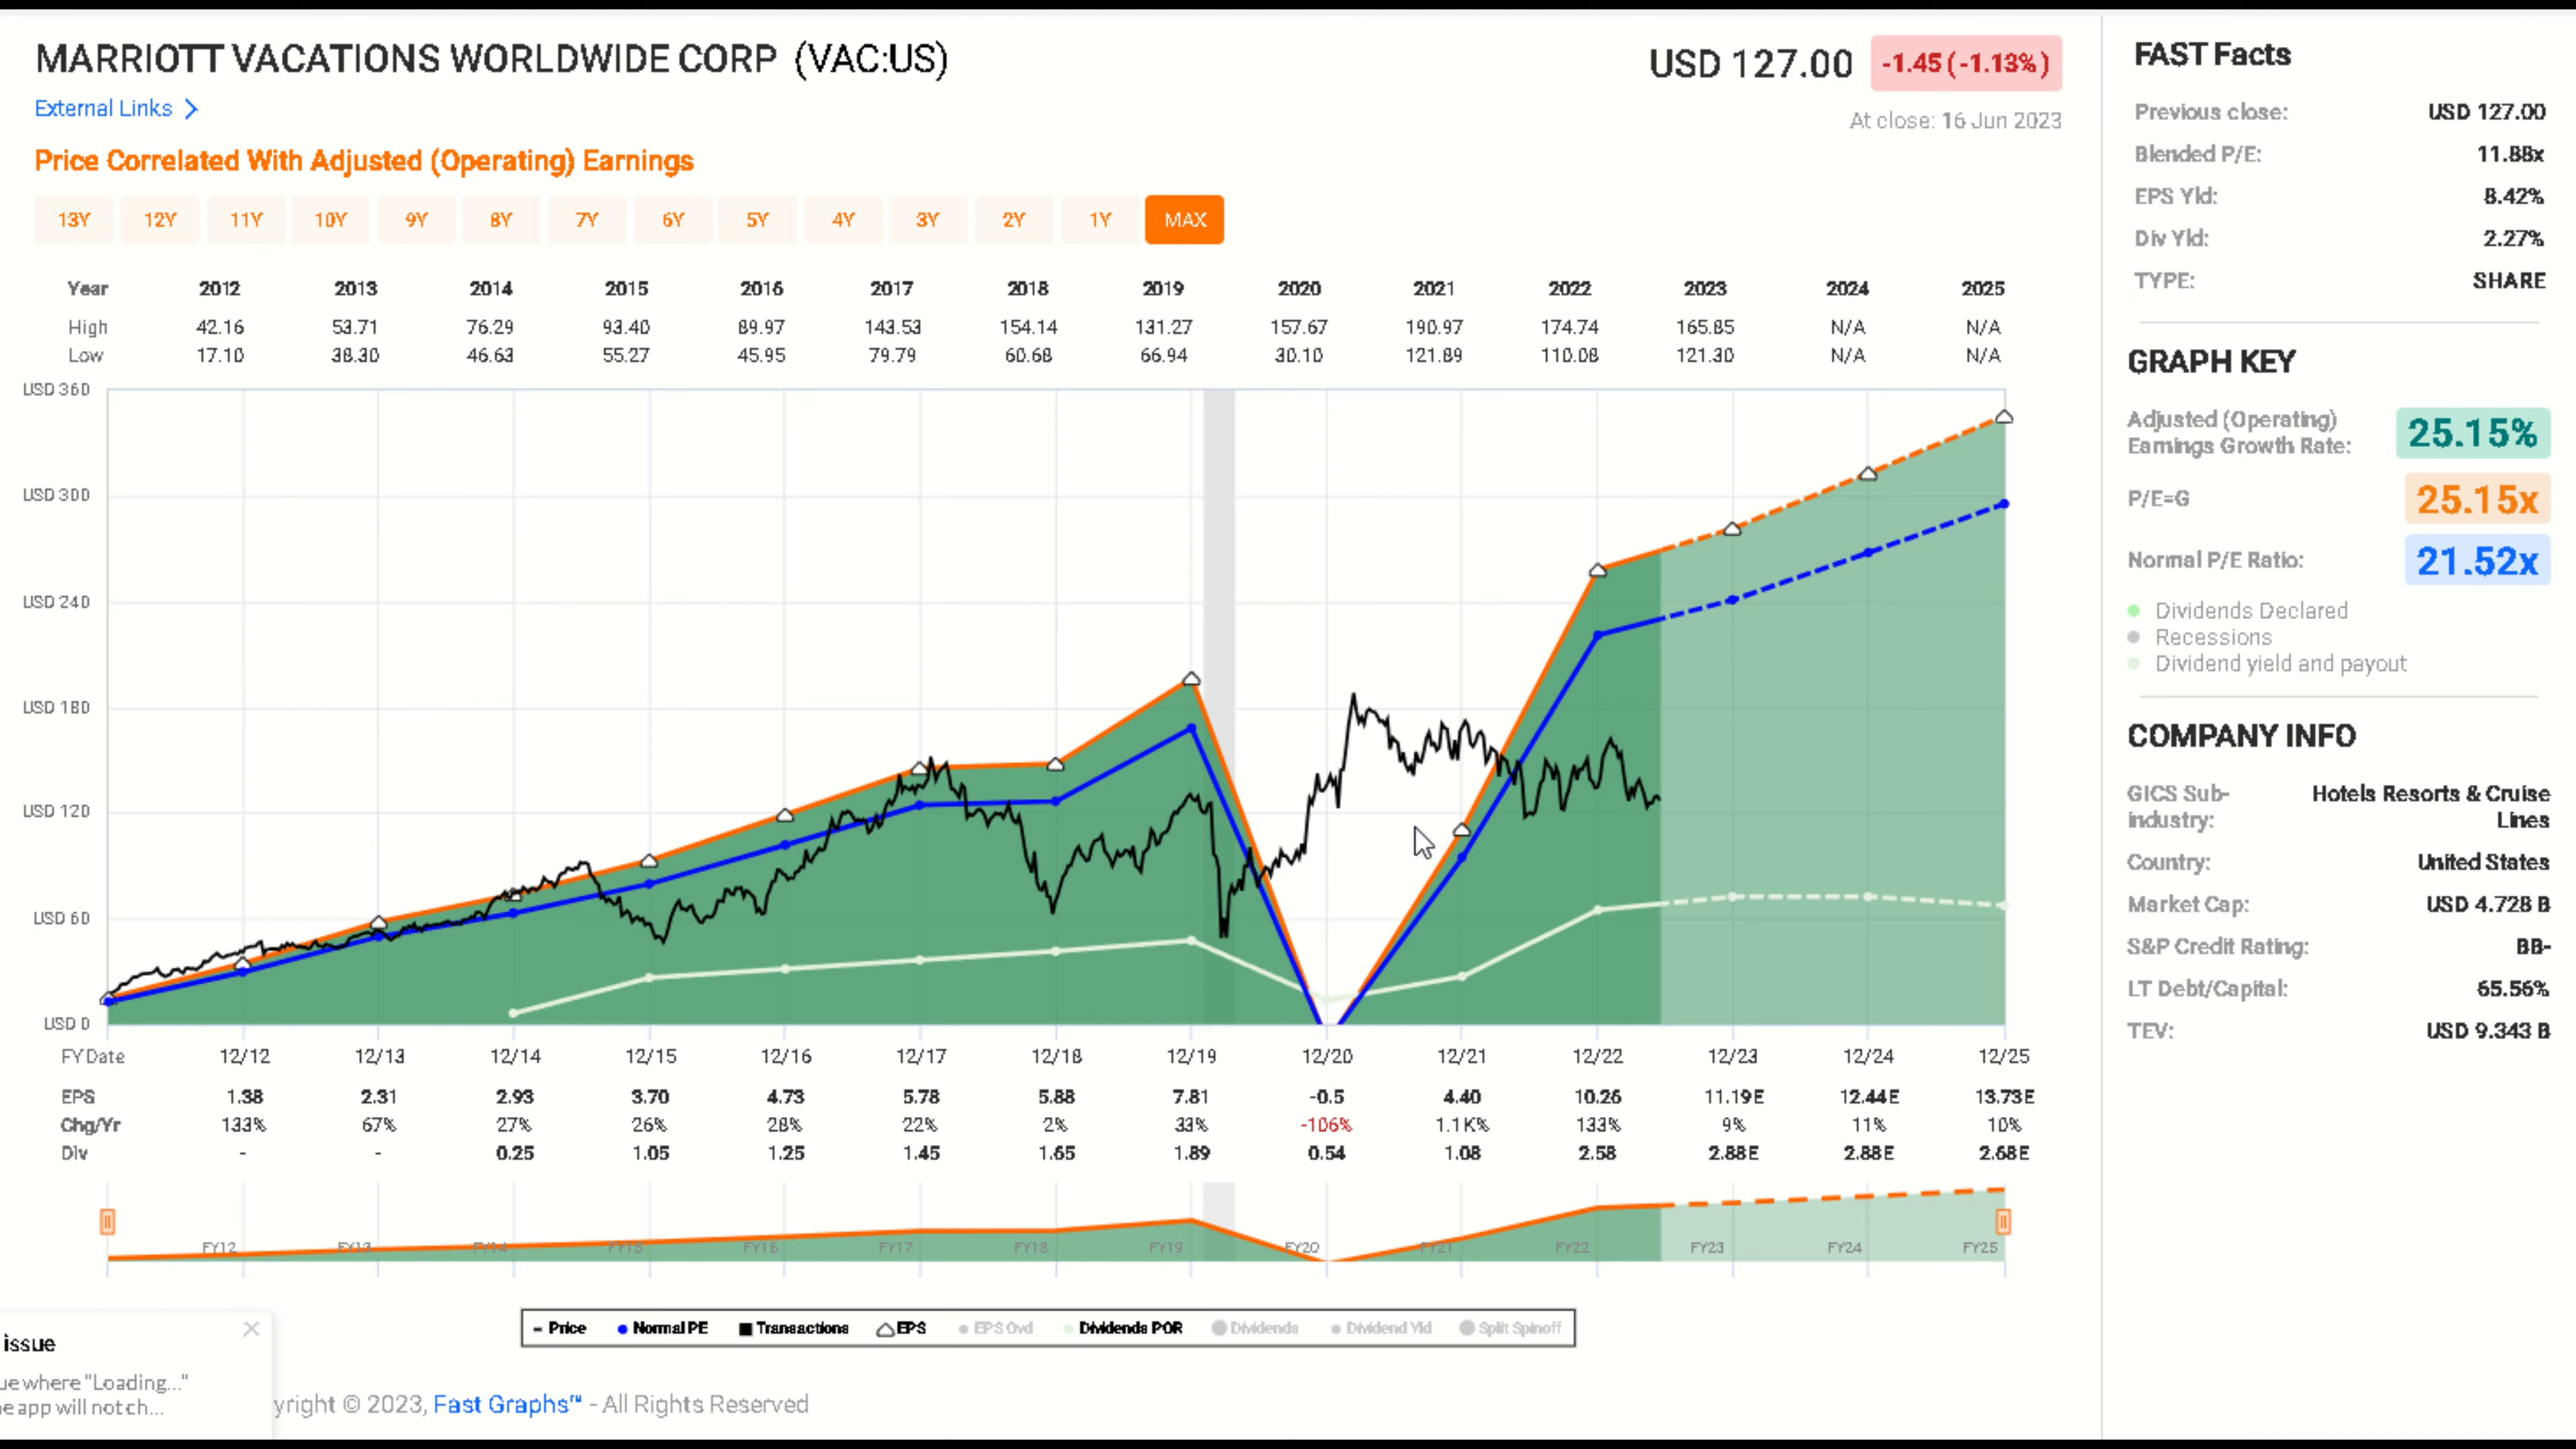 MARRIOTT VACATIONS WORLDWIDE CORP (VAC:US)
USD 127.00 -1.45 (-1.13%)
External Links
At close: 16 Jun 2023
Price Correlated With Adjusted (Operating) Earnings
13Y 12Y 11Y 10Y 9Y 8Y 7Y 6Y 5Y 4Y 3Y 2Y 1Y MAX
Year 2012 2013 2014 2015 2016 2017 2018 2019 2020 2021 2022 2023 2024 2025
High 42.16 53.71 76.29 93.40 89.97 143.53 154.14 131.27 157.67 190.97 174.74 165.85 N/A N/A
Low 17.10 38.30 46.63 55.27 45.95 79.79 60.68 66.94 30.10 121.89 110.08 121.30 N/A N/A
USD 360
USD 300
USD 240
USD 180
USD 120
USD 60
USD 0
FY Date 12/12 12/13 12/14 12/15 12/16 12/17 12/18 12/19 12/20 12/21 12/22 12/23 12/24 12/25
EPS 1.38 2.31 2.93 3.70 4.73 5.78 5.88 7.81 -0.5 4.40 10.26 11.19E 12.44E 13.73E
Chg/Yr 133% 67% 27% 26% 28% 22% 2% 33% -106% 1.1K% 133% 9% 11% 10%
Div - - 0.25 1.05 1.25 1.45 1.65 1.89 0.54 1.08 2.58 2.88E 2.88E 2.68E
FY12 FY13 FY14 FY15 FY16 FY17 FY18 FY19 FY20 FY21 FY22 FY23 FY24 FY25
Price Normal PE Transactions EPS EPS Ovd Dividends POR Dividends Dividend Yld Split Spinoff
issue
ue where "Loading..."
e app will not ch...
yright © 2023, Fast Graphs™ - All Rights Reserved
FAST Facts
Previous close: USD 127.00
Blended P/E: 11.88x
EPS Yld: 8.42%
Div Yld: 2.27%
TYPE: SHARE
GRAPH KEY
Adjusted (Operating)
Earnings Growth Rate: 25.15%
P/E=G 25.15x
Normal P/E Ratio: 21.52x
Dividends Declared
Recessions
Dividend yield and payout
COMPANY INFO
GICS Sub- Hotels Resorts & Cruise
industry: Lines
Country: United States
Market Cap: USD 4.728 B
S&P Credit Rating: BB-
LT Debt/Capital: 65.56%
TEV: USD 9.343 B